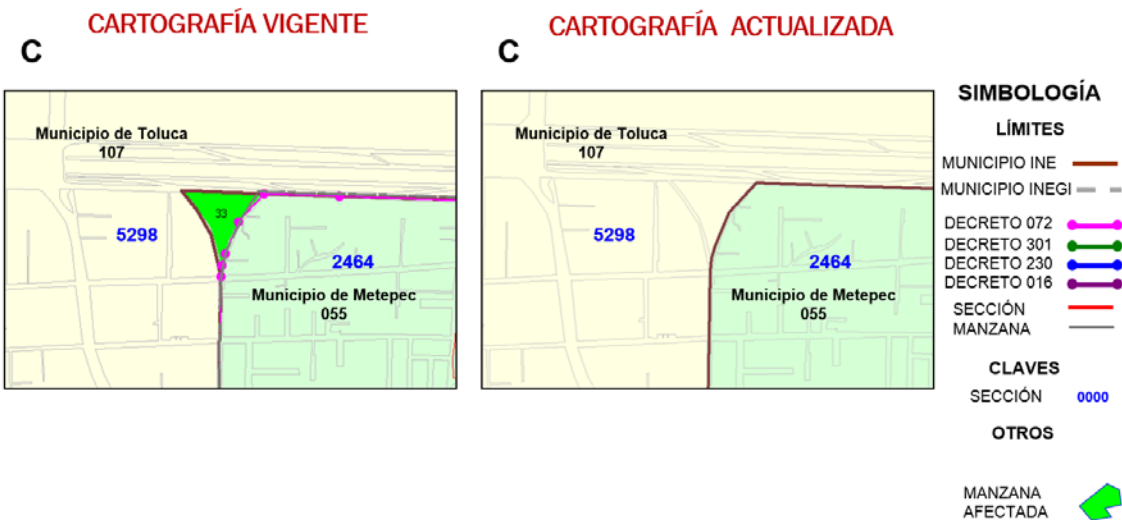 CARTOGRAFÍA VIGENTE
C
Municipio de Toluca
107
33
5298
2464
Municipio de Metepec
055
CARTOGRAFÍA ACTUALIZADA
C
Municipio de Toluca
107
5298
2464
Municipio de Metepec
055
SIMBOLOGÍA
LÍMITES
MUNICIPIO INE
MUNICIPIO INEGI
DECRETO 072
DECRETO 301
DECRETO 230
DECRETO 016
SECCIÓN
MANZANA
CLAVES
SECCIÓN 0000
OTROS
MANZANA
AFECTADA